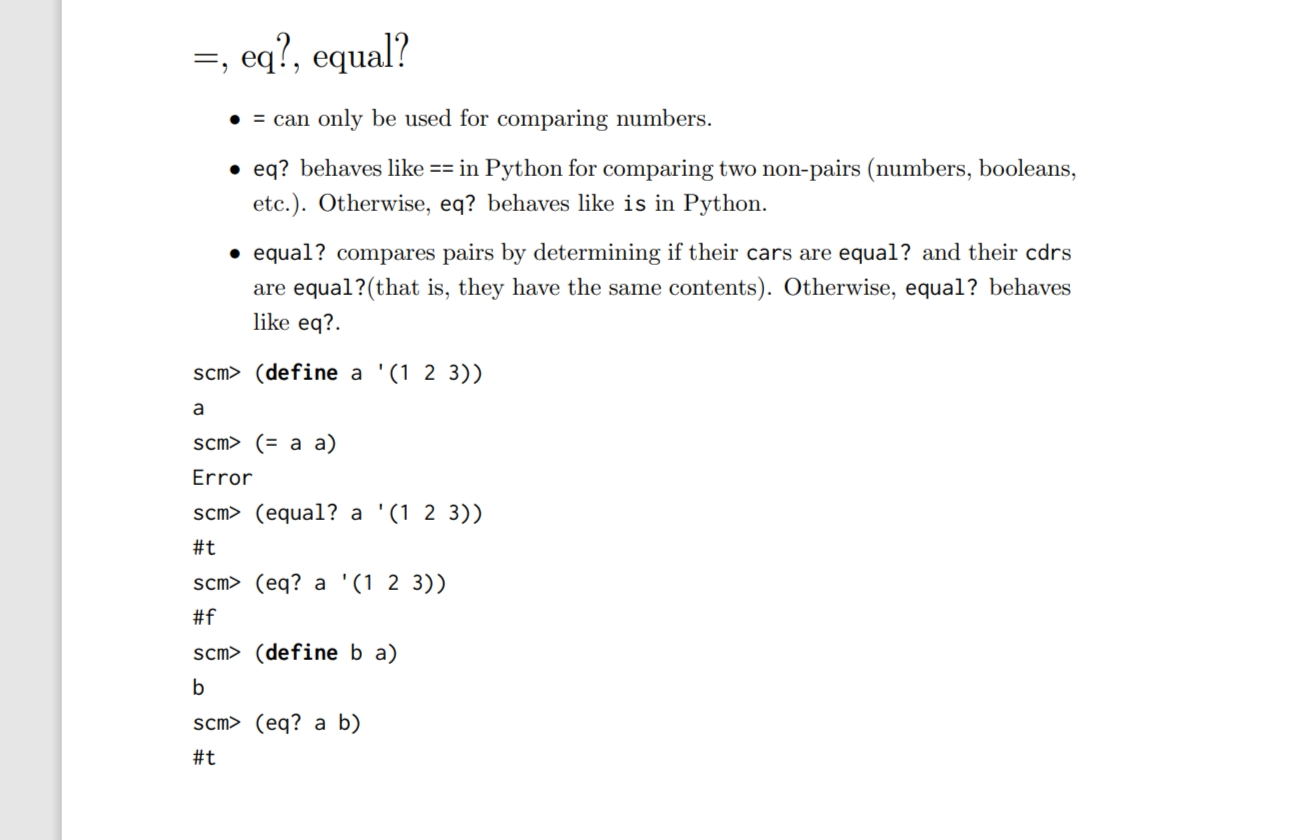 =, eq?, equal?
• = can only be used for comparing numbers.
• eq? behaves like == in Python for comparing two non-pairs (numbers, booleans,
etc.). Otherwise, eq? behaves like is in Python.
• equal? compares pairs by determining if their cars are equal? and their cdrs
are equal?(that is, they have the same contents). Otherwise, equal? behaves
like eq?.
scm> (define a '(1 2 3))
a
scm> (= a a)
Error
scm> (equal? a '(1 2 3))
#t
scm> (eq? a '(1 2 3))
#f
scm> (define b a)
b
scm> (eq? a b)
#t